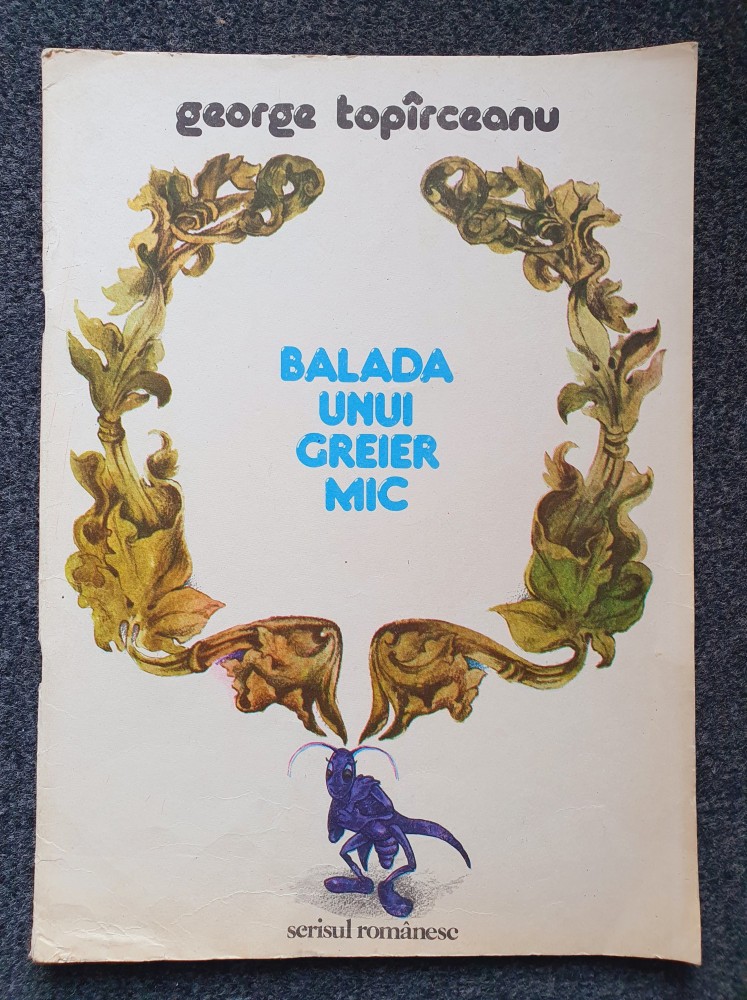 george topîrceanu
BALADA
UNUI
GREIER
MIC
scrisul românesc